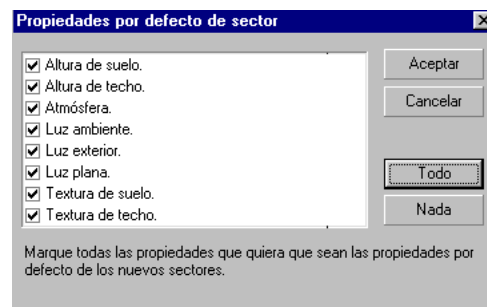 Propiedades por defecto de sector
Altura de suelo.
Altura de techo.
Atmósfera.
Luz ambiente.
Luz exterior.
Luz plana.
Textura de suelo.
Textura de techo.
Aceptar
Cancelar
Todo
Nada
Marque todas las propiedades que quiera que sean las propiedades por
defecto de los nuevos sectores.